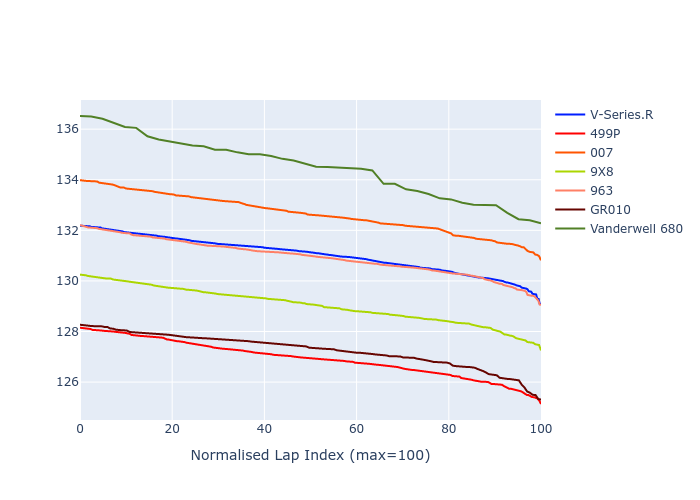 136
134
132
130
128
126
0 20 40 60 80 100
Normalised Lap Index (max=100)
V-Series.R
499P
007
9X8
963
GR010
Vanderwell 680